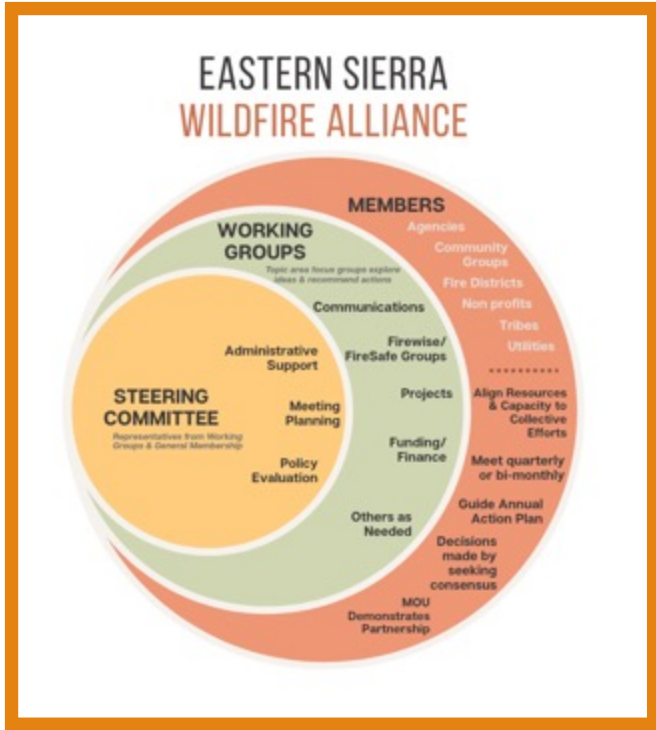 EASTERN SIERRA
WILDFIRE ALLIANCE
MEMBERS
Agencies
Community
Groups
Fire Districts
Non profits
Tribes
Utilities
Align Resources
& Capacity to
Collective
Efforts
Meet quarterly
or bi-monthly
Guide Annual
Action Plan
Decisions
made by
seeking
consensus
MOU
Demonstrates
Partnership
WORKING
GROUPS
Topic area focus groups explore
ideas & recommend actions
Communications
Firewise/
FireSafe Groups
Projects
Funding/
Finance
Others as
Needed
STEERING
COMMITTEE
Representatives from Working
Groups & General Membership
Administrative
Support
Meeting
Planning
Policy
Evaluation